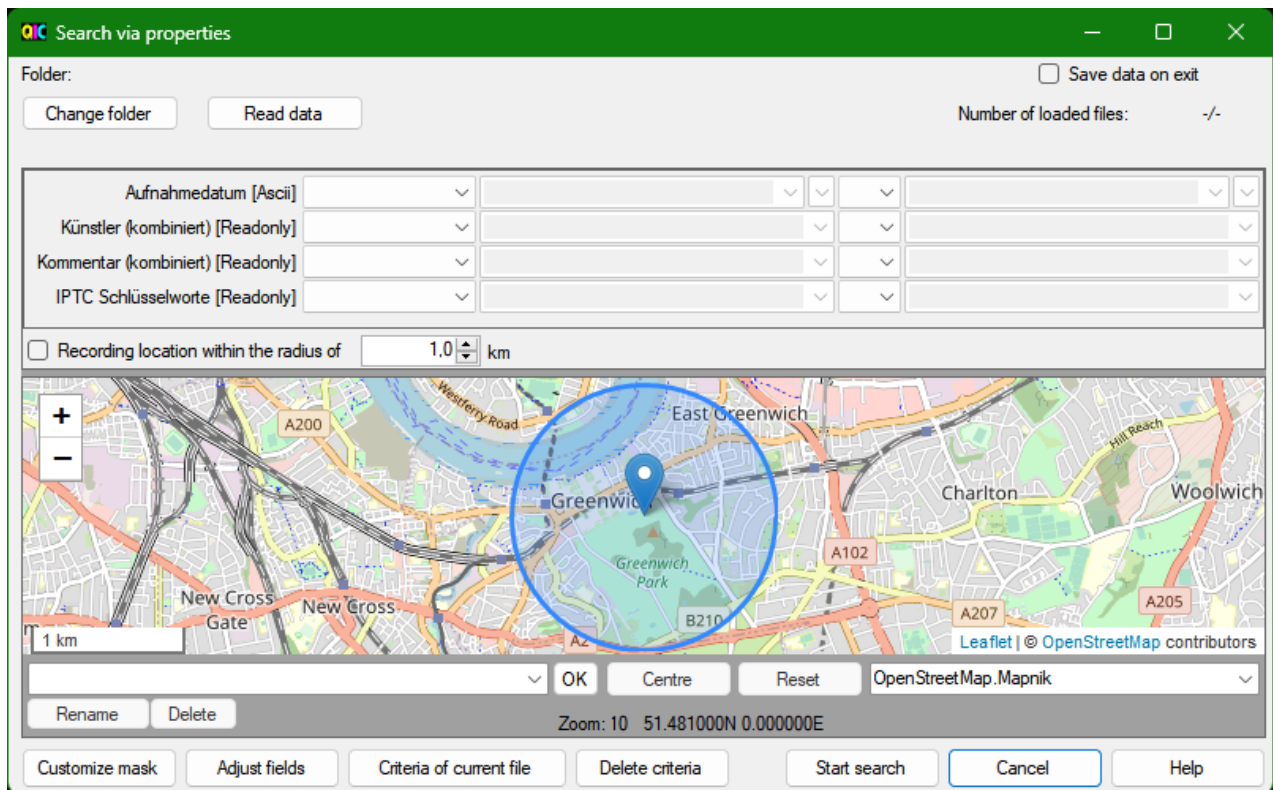 QIC Search via properties
Folder:
Save data on exit
Change folder
Read data
Number of loaded files: -/-
Aufnahmedatum [Ascii]
Künstler (kombiniert) [Readonly]
Kommentar (kombiniert) [Readonly]
IPTC Schlüsselworte [Readonly]
Recording location within the radius of 1,0 km
+
−
A200
Westferry Road
East Greenwich
Hill Reach
Greenwich
Charlton
Woolwich
A102
Greenwich
Park
New Cross
Gate
New Cross
B210
A207
A205
1 km
A2
Leaflet | © OpenStreetMap contributors
OK
Centre
Reset
OpenStreetMap.Mapnik
Rename
Delete
Zoom: 10 51.481000N 0.000000E
Customize mask
Adjust fields
Criteria of current file
Delete criteria
Start search
Cancel
Help